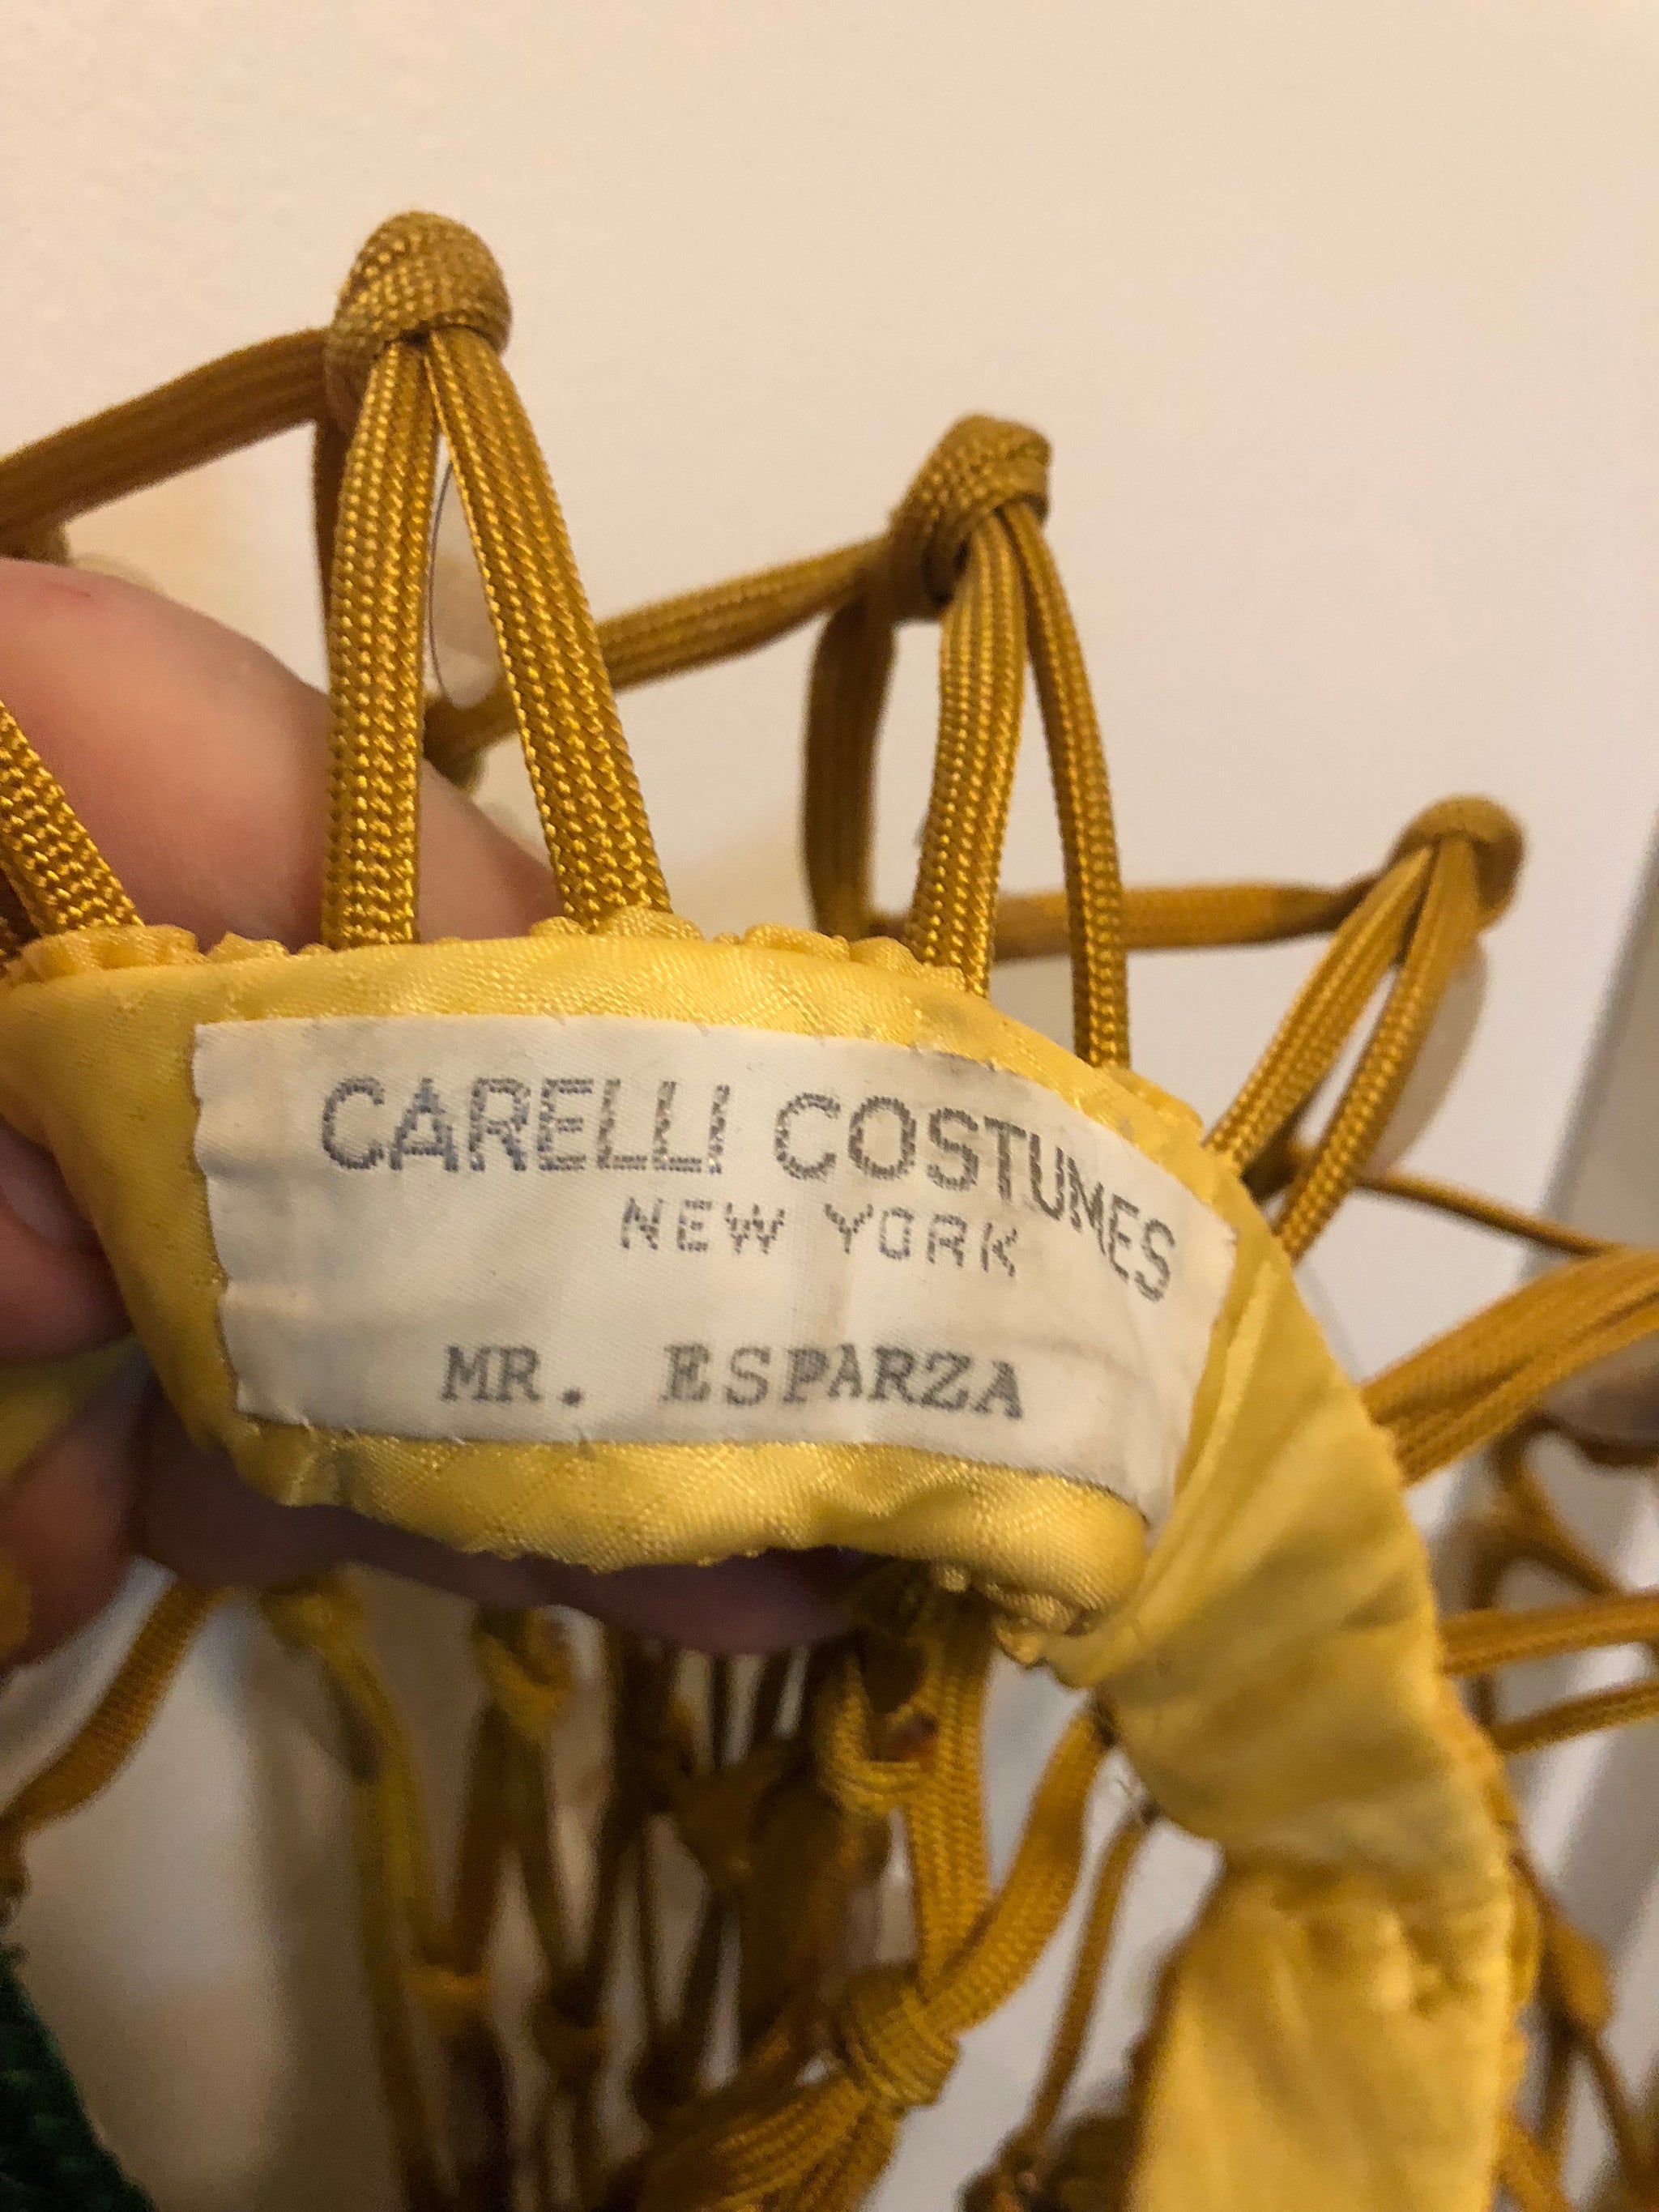 CARELLI COSTUMES
NEW YORK
MR. ESPARZA